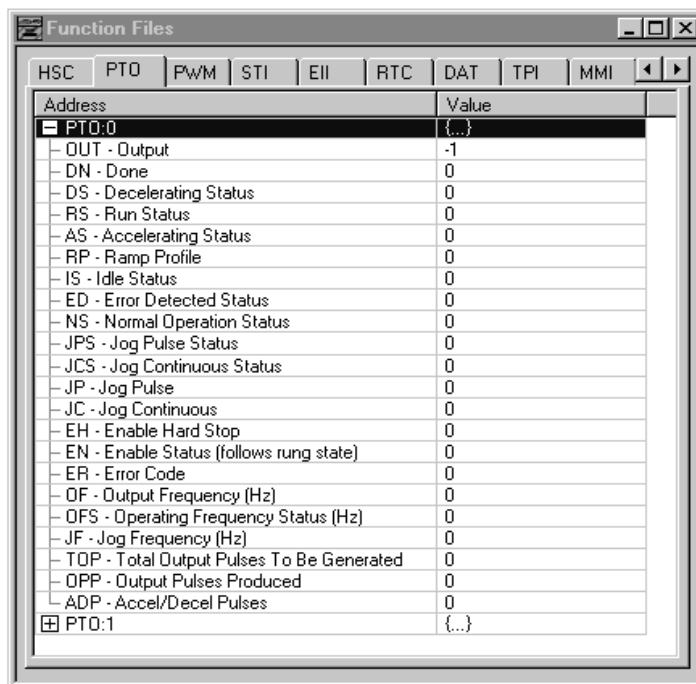 Function Files
HSC PTO PWM STI EII RTC DAT TPI MMI
Address Value
PTO:0 {...}
OUT - Output -1
DN - Done 0
DS - Decelerating Status 0
RS - Run Status 0
AS - Accelerating Status 0
RP - Ramp Profile 0
IS - Idle Status 0
ED - Error Detected Status 0
NS - Normal Operation Status 0
JPS - Jog Pulse Status 0
JCS - Jog Continuous Status 0
JP - Jog Pulse 0
JC - Jog Continuous 0
EH - Enable Hard Stop 0
EN - Enable Status (follows rung state) 0
ER - Error Code 0
OF - Output Frequency (Hz) 0
OFS - Operating Frequency Status (Hz) 0
JF - Jog Frequency (Hz) 0
TOP - Total Output Pulses To Be Generated 0
OPP - Output Pulses Produced 0
ADP - Accel/Decel Pulses 0
PTO:1 {...}